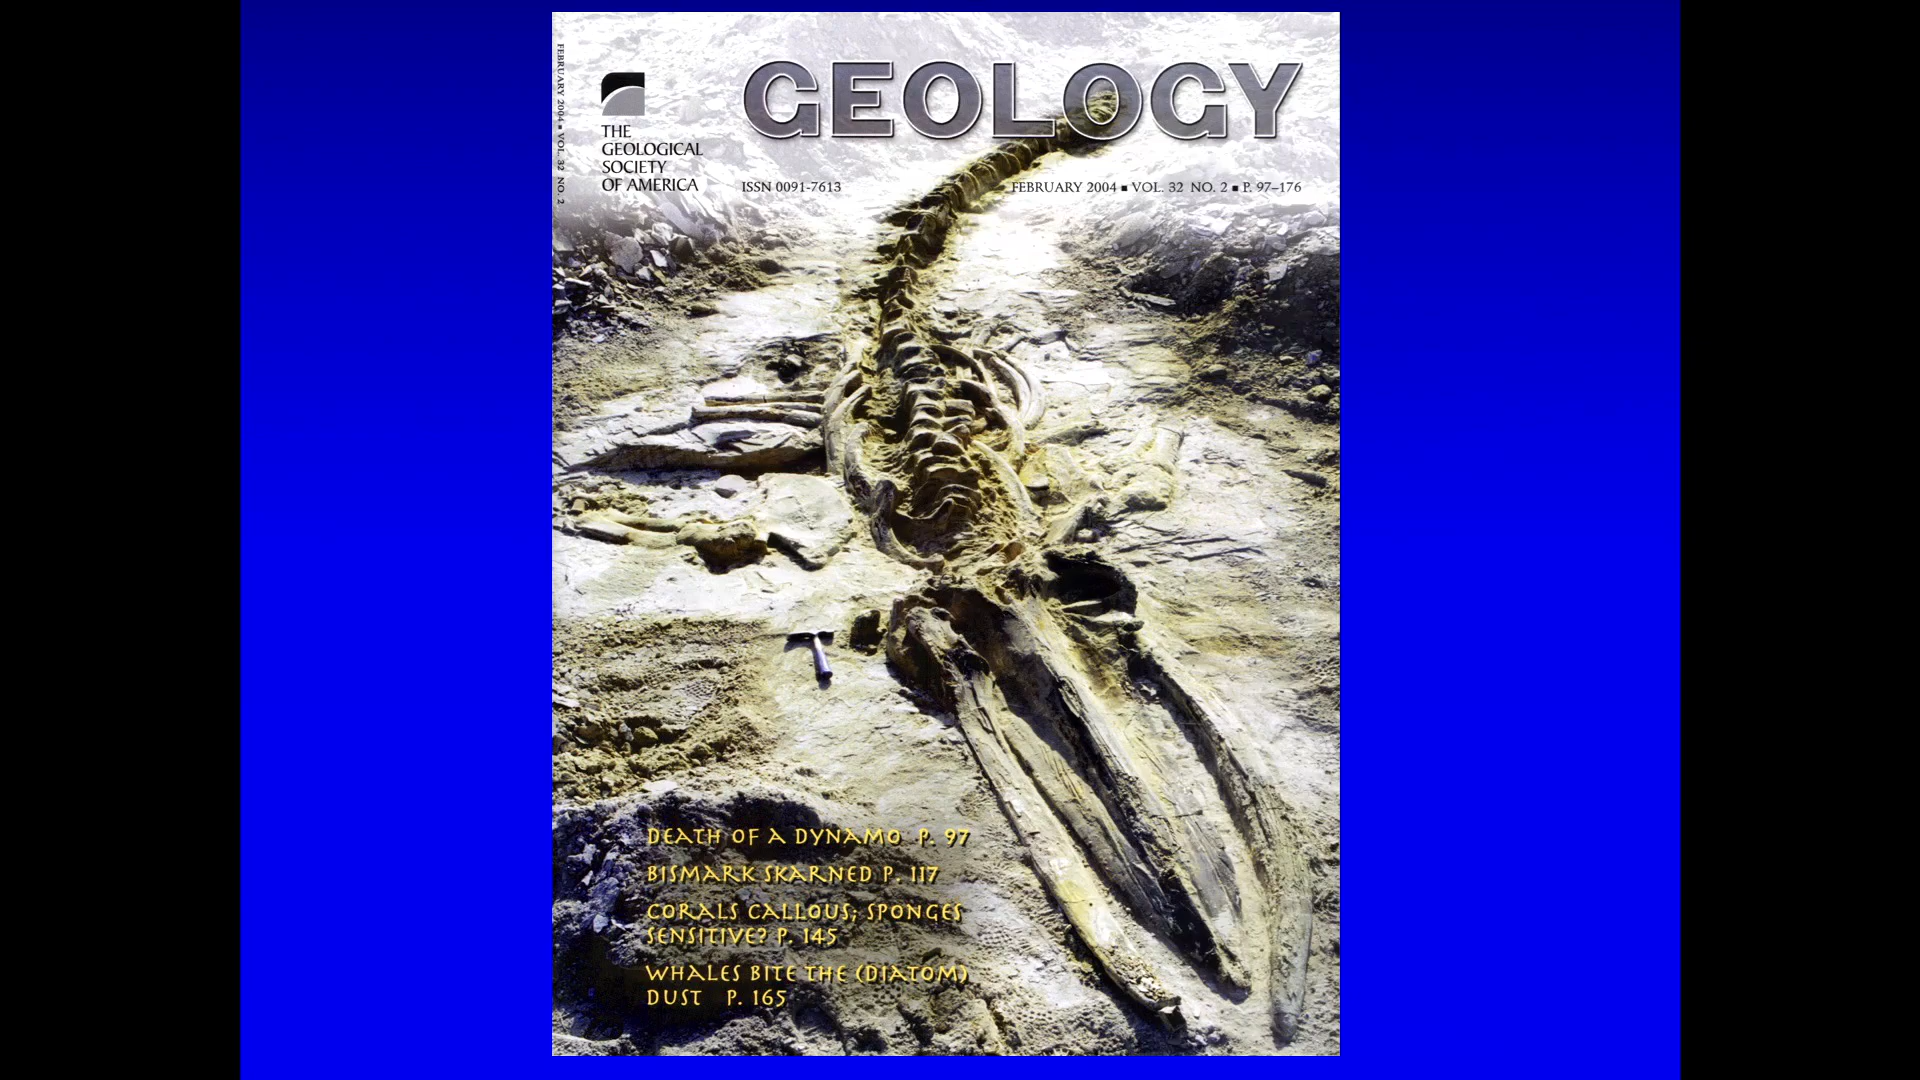 FEBRUARY 2004 ■ VOL. 32 NO. 2
THE
GEOLOGICAL
SOCIETY
OF AMERICA
GEOLOGY
ISSN 0091-7613
FEBRUARY 2004 ■ VOL. 32 NO. 2 ■ P. 97–176
DEATH OF A DYNAMO P. 97
BISMARK SKARNED P. 117
CORALS CALLOUS; SPONGES
SENSITIVE? P. 145
WHALES BITE THE (DIATOM)
DUST P. 165